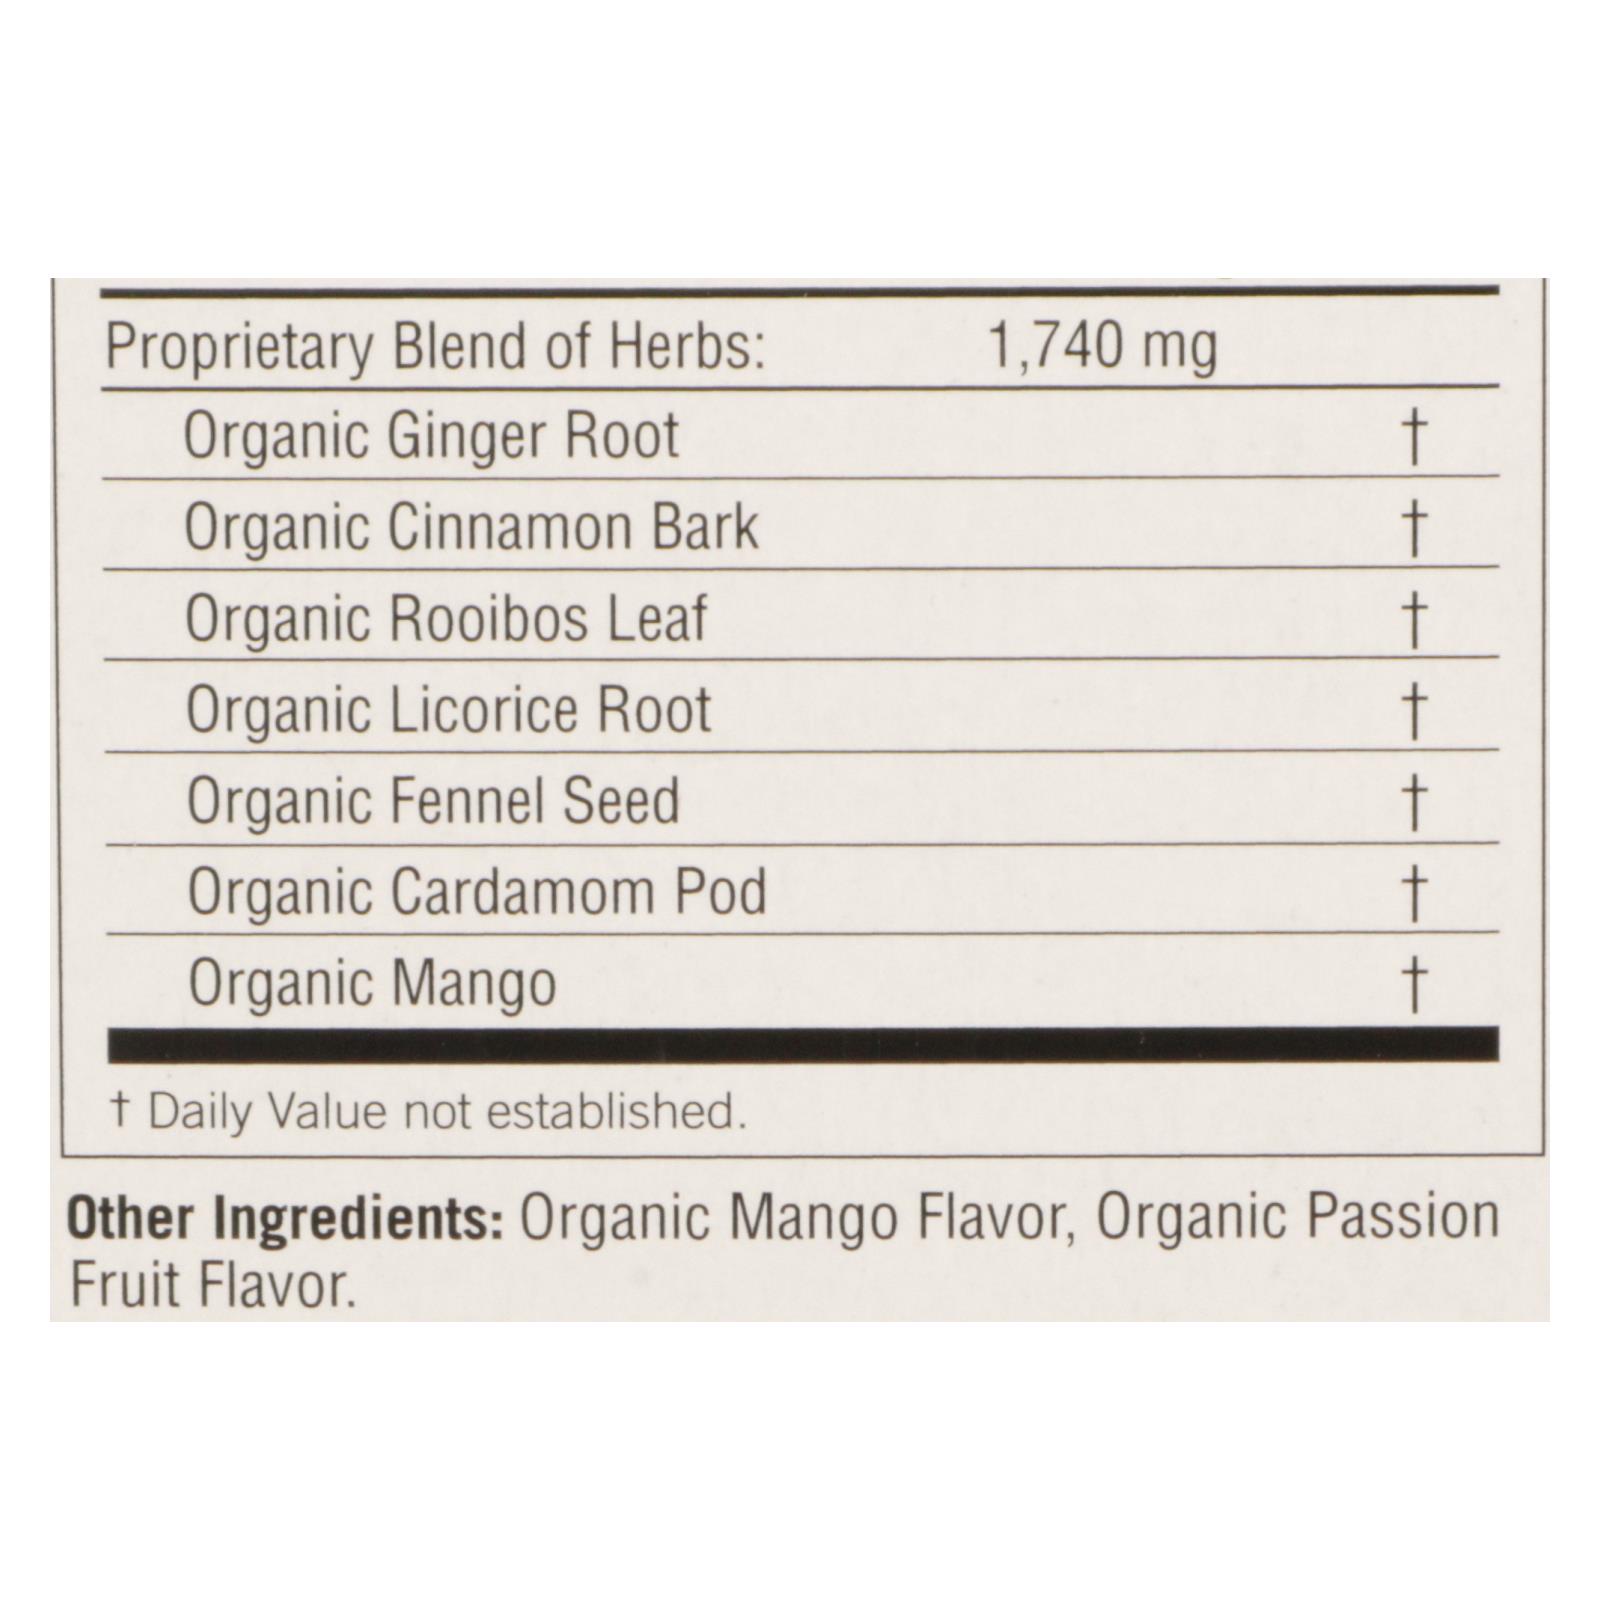 Proprietary Blend of Herbs: 1,740 mg
Organic Ginger Root †
Organic Cinnamon Bark †
Organic Rooibos Leaf †
Organic Licorice Root †
Organic Fennel Seed †
Organic Cardamom Pod †
Organic Mango †
† Daily Value not established.
Other Ingredients: Organic Mango Flavor, Organic Passion
Fruit Flavor.